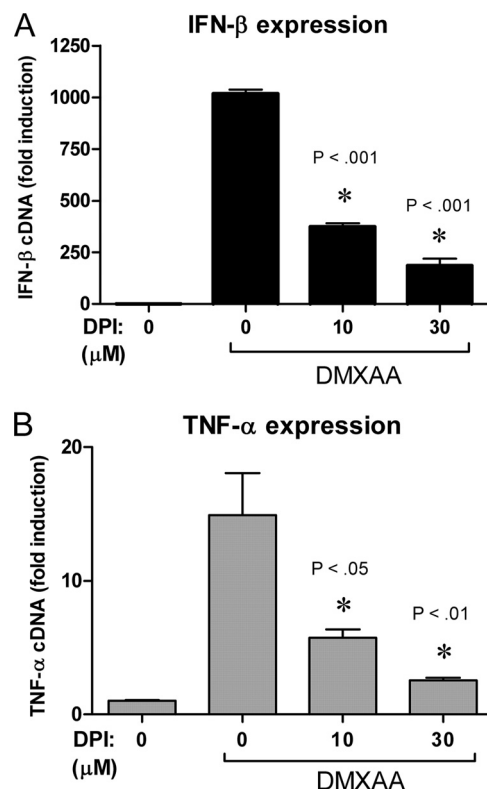 A
IFN-β expression
IFN-β cDNA (fold induction)
1250
1000
750
500
250
0
P < .001
*
P < .001
*
DPI: 0 0 10 30
(μM)
DMXAA
B
TNF-α expression
TNF-α cDNA (fold induction)
20
10
0
P < .05
*
P < .01
*
DPI: 0 0 10 30
(μM)
DMXAA